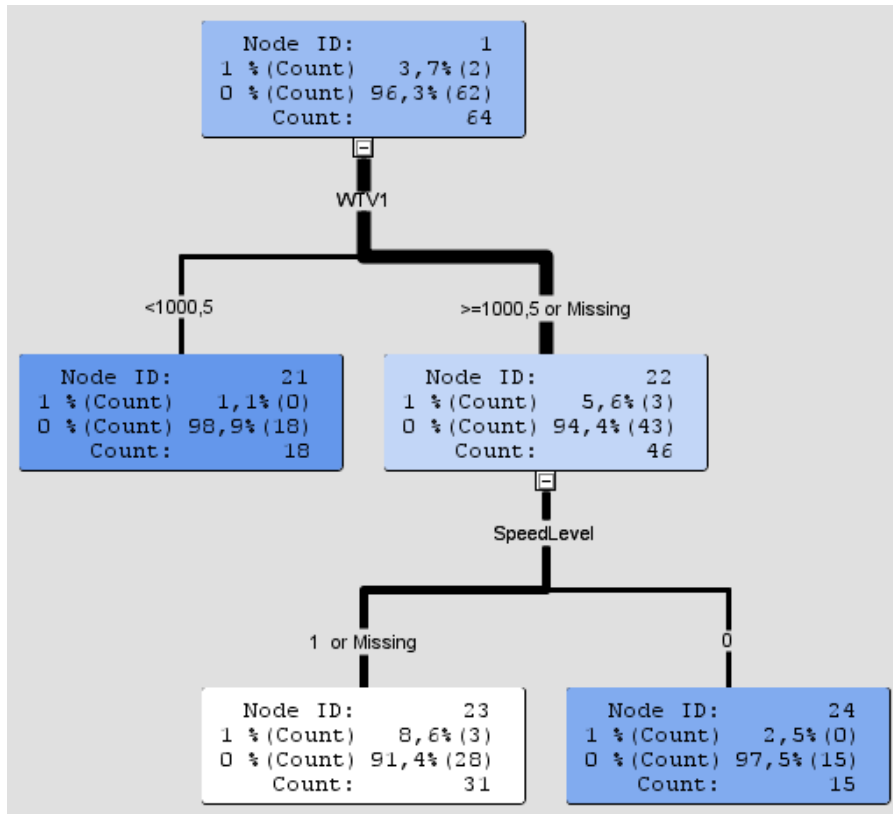 Node ID: 1
1 %(Count) 3,7%(2)
0 %(Count) 96,3%(62)
Count: 64
WTV1
<1000,5
>=1000,5 or Missing
Node ID: 21
1 %(Count) 1,1%(0)
0 %(Count) 98,9%(18)
Count: 18
Node ID: 22
1 %(Count) 5,6%(3)
0 %(Count) 94,4%(43)
Count: 46
SpeedLevel
1 or Missing
0
Node ID: 23
1 %(Count) 8,6%(3)
0 %(Count) 91,4%(28)
Count: 31
Node ID: 24
1 %(Count) 2,5%(0)
0 %(Count) 97,5%(15)
Count: 15